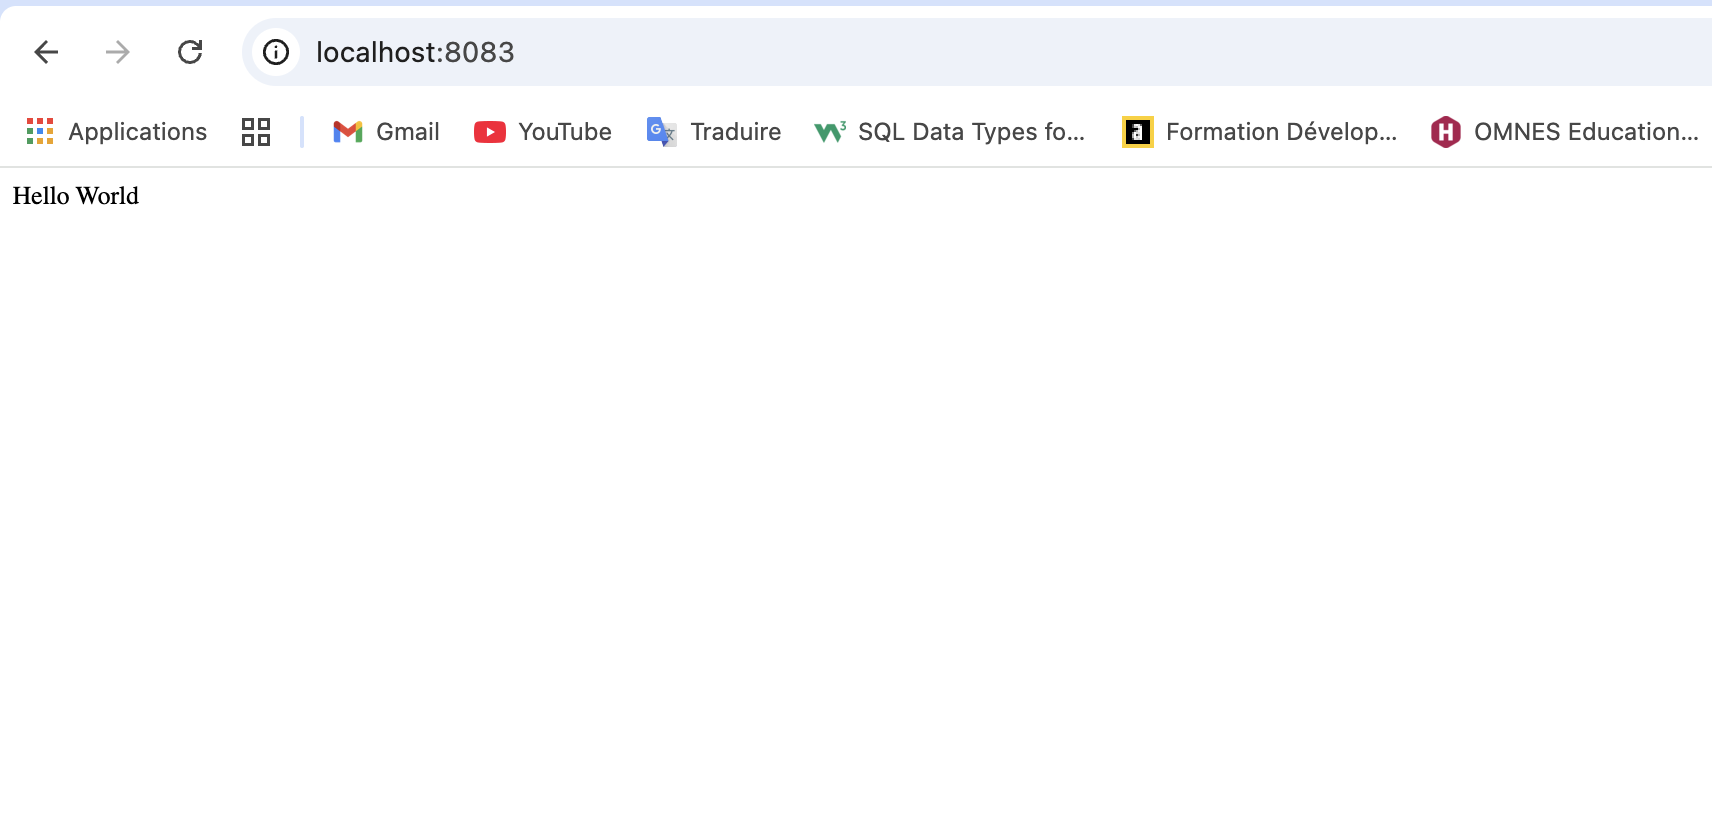 localhost:8083
Applications Gmail YouTube Traduire SQL Data Types fo... Formation Dévelop... OMNES Education...
Hello World